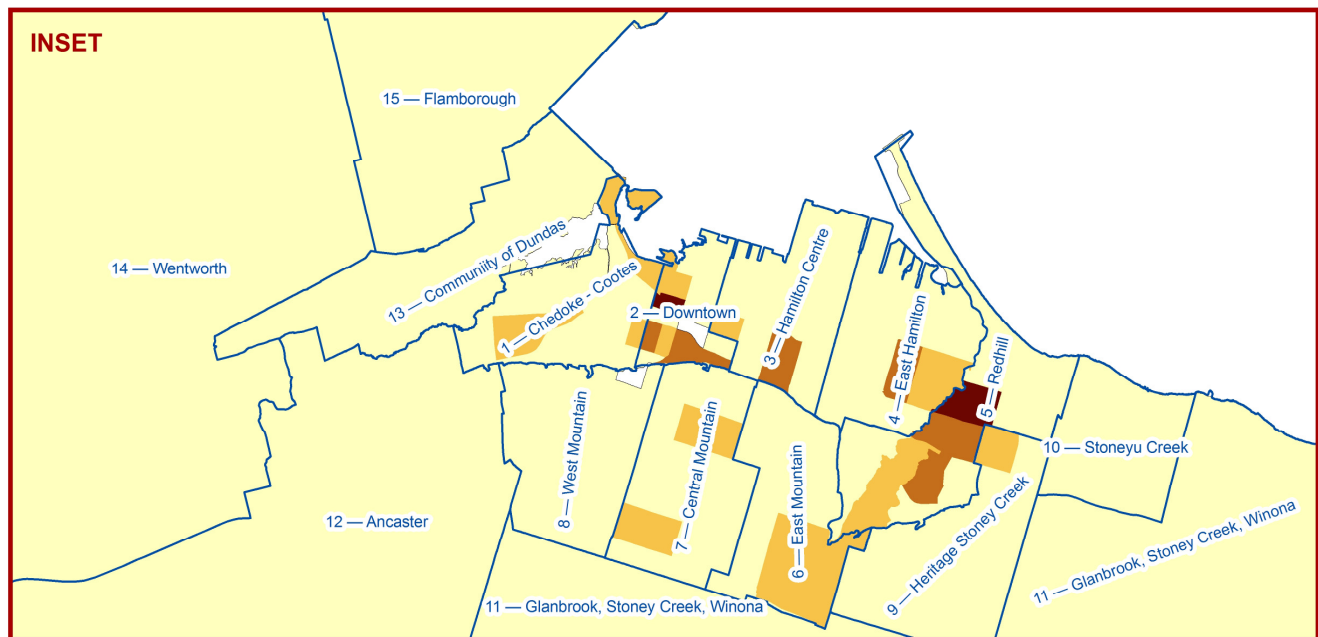 INSET
15 — Flamborough
14 — Wentworth
13 — Communiity of Dundas
1 — Chedoke - Cootes
2 — Downtown
3 — Hamilton Centre
4 — East Hamilton
5 — Redhill
10 — Stoneyu Creek
8 — West Mountain
7 — Central Mountain
6 — East Mountain
12 — Ancaster
9 — Heritage Stoney Creek
11 — Glanbrook, Stoney Creek, Winona
11 — Glanbrook, Stoney Creek, Winona